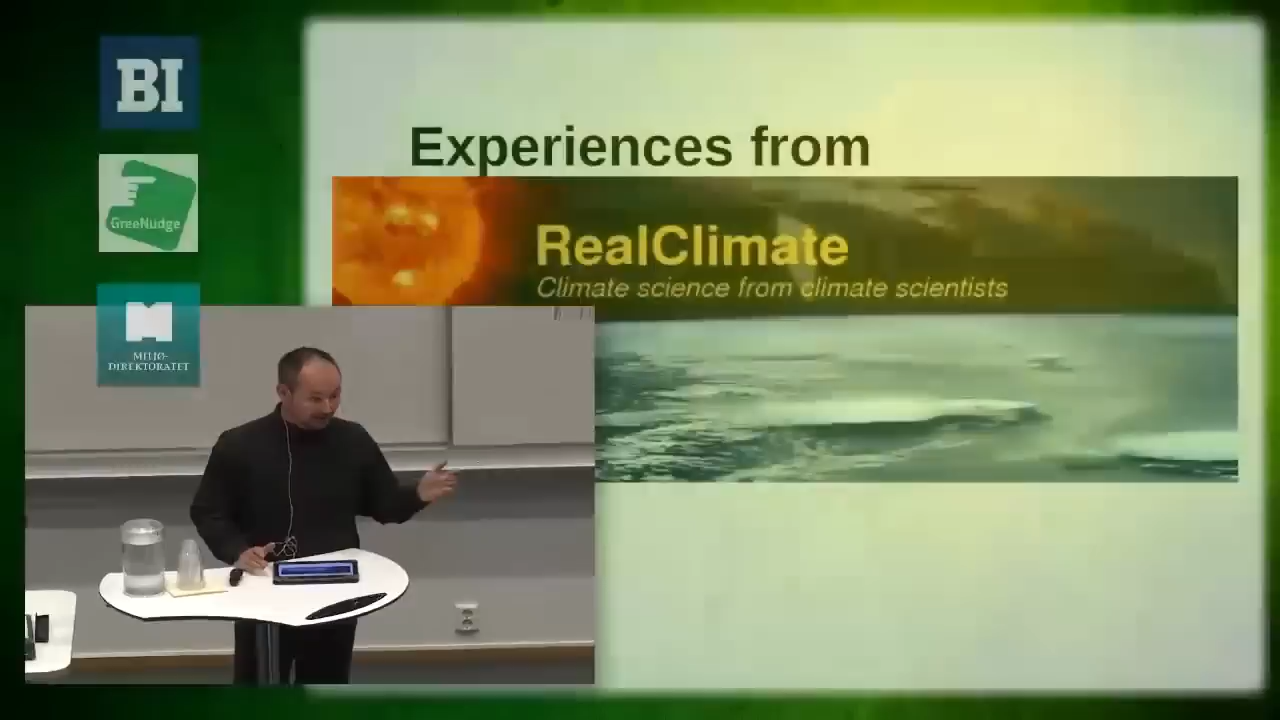 BI
GreeNudge
MILJØ-
DIREKTORATET
Experiences from
RealClimate
Climate science from climate scientists